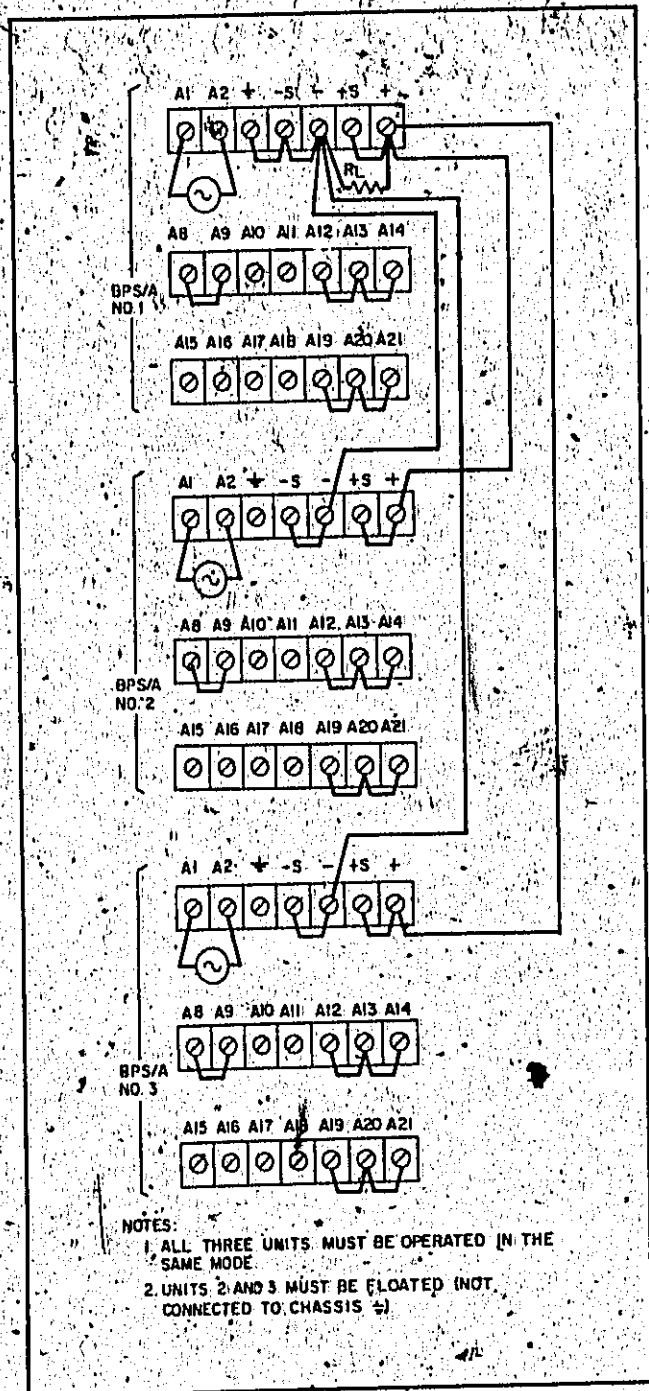 A1 A2 ⏚ -S - +S +
RL
A8 A9 A10 A11 A12 A13 A14
BPS/A
NO. 1
A15 A16 A17 A18 A19 A20 A21
A1 A2 ⏚ -S - +S +
A8 A9 A10 A11 A12 A13 A14
BPS/A
NO. 2
A15 A16 A17 A18 A19 A20 A21
A1 A2 ⏚ -S - +S +
A8 A9 A10 A11 A12 A13 A14
BPS/A
NO. 3
A15 A16 A17 A18 A19 A20 A21
NOTES:
1. ALL THREE UNITS MUST BE OPERATED IN THE
SAME MODE.
2. UNITS 2 AND 3 MUST BE FLOATED (NOT
CONNECTED TO CHASSIS ⏚)